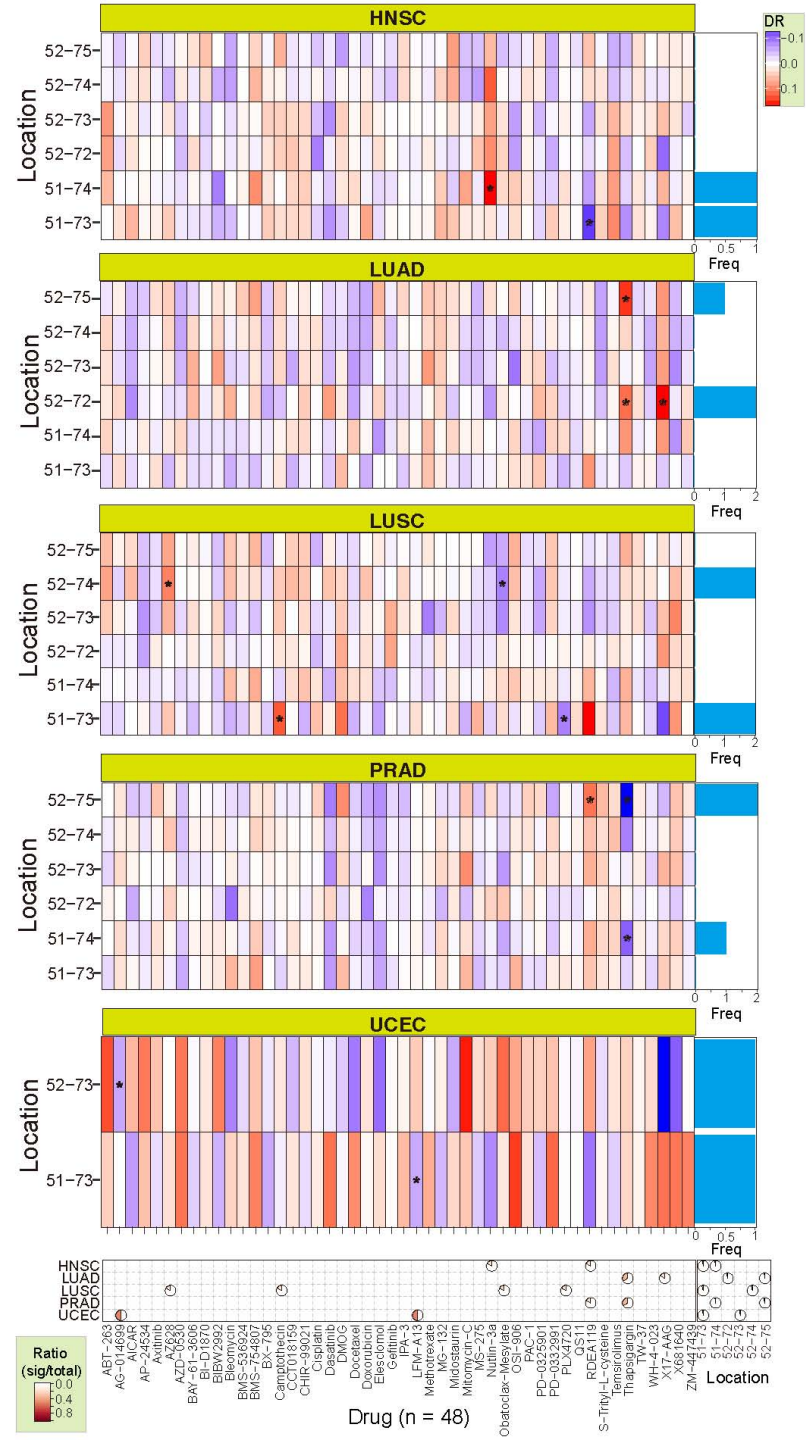 HNSC
DR
-0.1
0.0
0.1
Location
52-75
52-74
52-73
52-72
51-74
51-73
0 0.5 1
Freq
LUAD
Location
52-75
52-74
52-73
52-72
51-74
51-73
0 1 2
Freq
LUSC
Location
52-75
52-74
52-73
52-72
51-74
51-73
0 1 2
Freq
PRAD
Location
52-75
52-74
52-73
52-72
51-74
51-73
0 1 2
Freq
UCEC
Location
52-73
51-73
0 0.5 1
Freq
HNSC
LUAD
LUSC
PRAD
UCEC
ABT-263
AG-014699
AICAR
AP-24534
Axitinib
AZ628
AZD-0530
BAY-61-3606
BI-D1870
BIBW2992
Bleomycin
BMS-536924
BMS-754807
BX-795
Camptothecin
CCT018159
CHIR-99021
Cisplatin
Dasatinib
DMOG
Docetaxel
Doxorubicin
Elesclomol
Gefitinib
IPA-3
LFM-A13
Methotrexate
MG-132
Midostaurin
Mitomycin-C
MS-275
Nutlin-3a
Obatoclax-Mesylate
OSI-906
PAC-1
PD-0325901
PD-0332991
PLX4720
QS11
RDEA119
S-Trityl-L-cysteine
Temsirolimus
Thapsigargin
TW-37
WH-4-023
X17-AAG
X681640
ZM-447439
51-73
51-74
52-72
52-73
52-74
52-75
Location
Ratio
(sig/total)
0.0
0.4
0.8
Drug (n = 48)